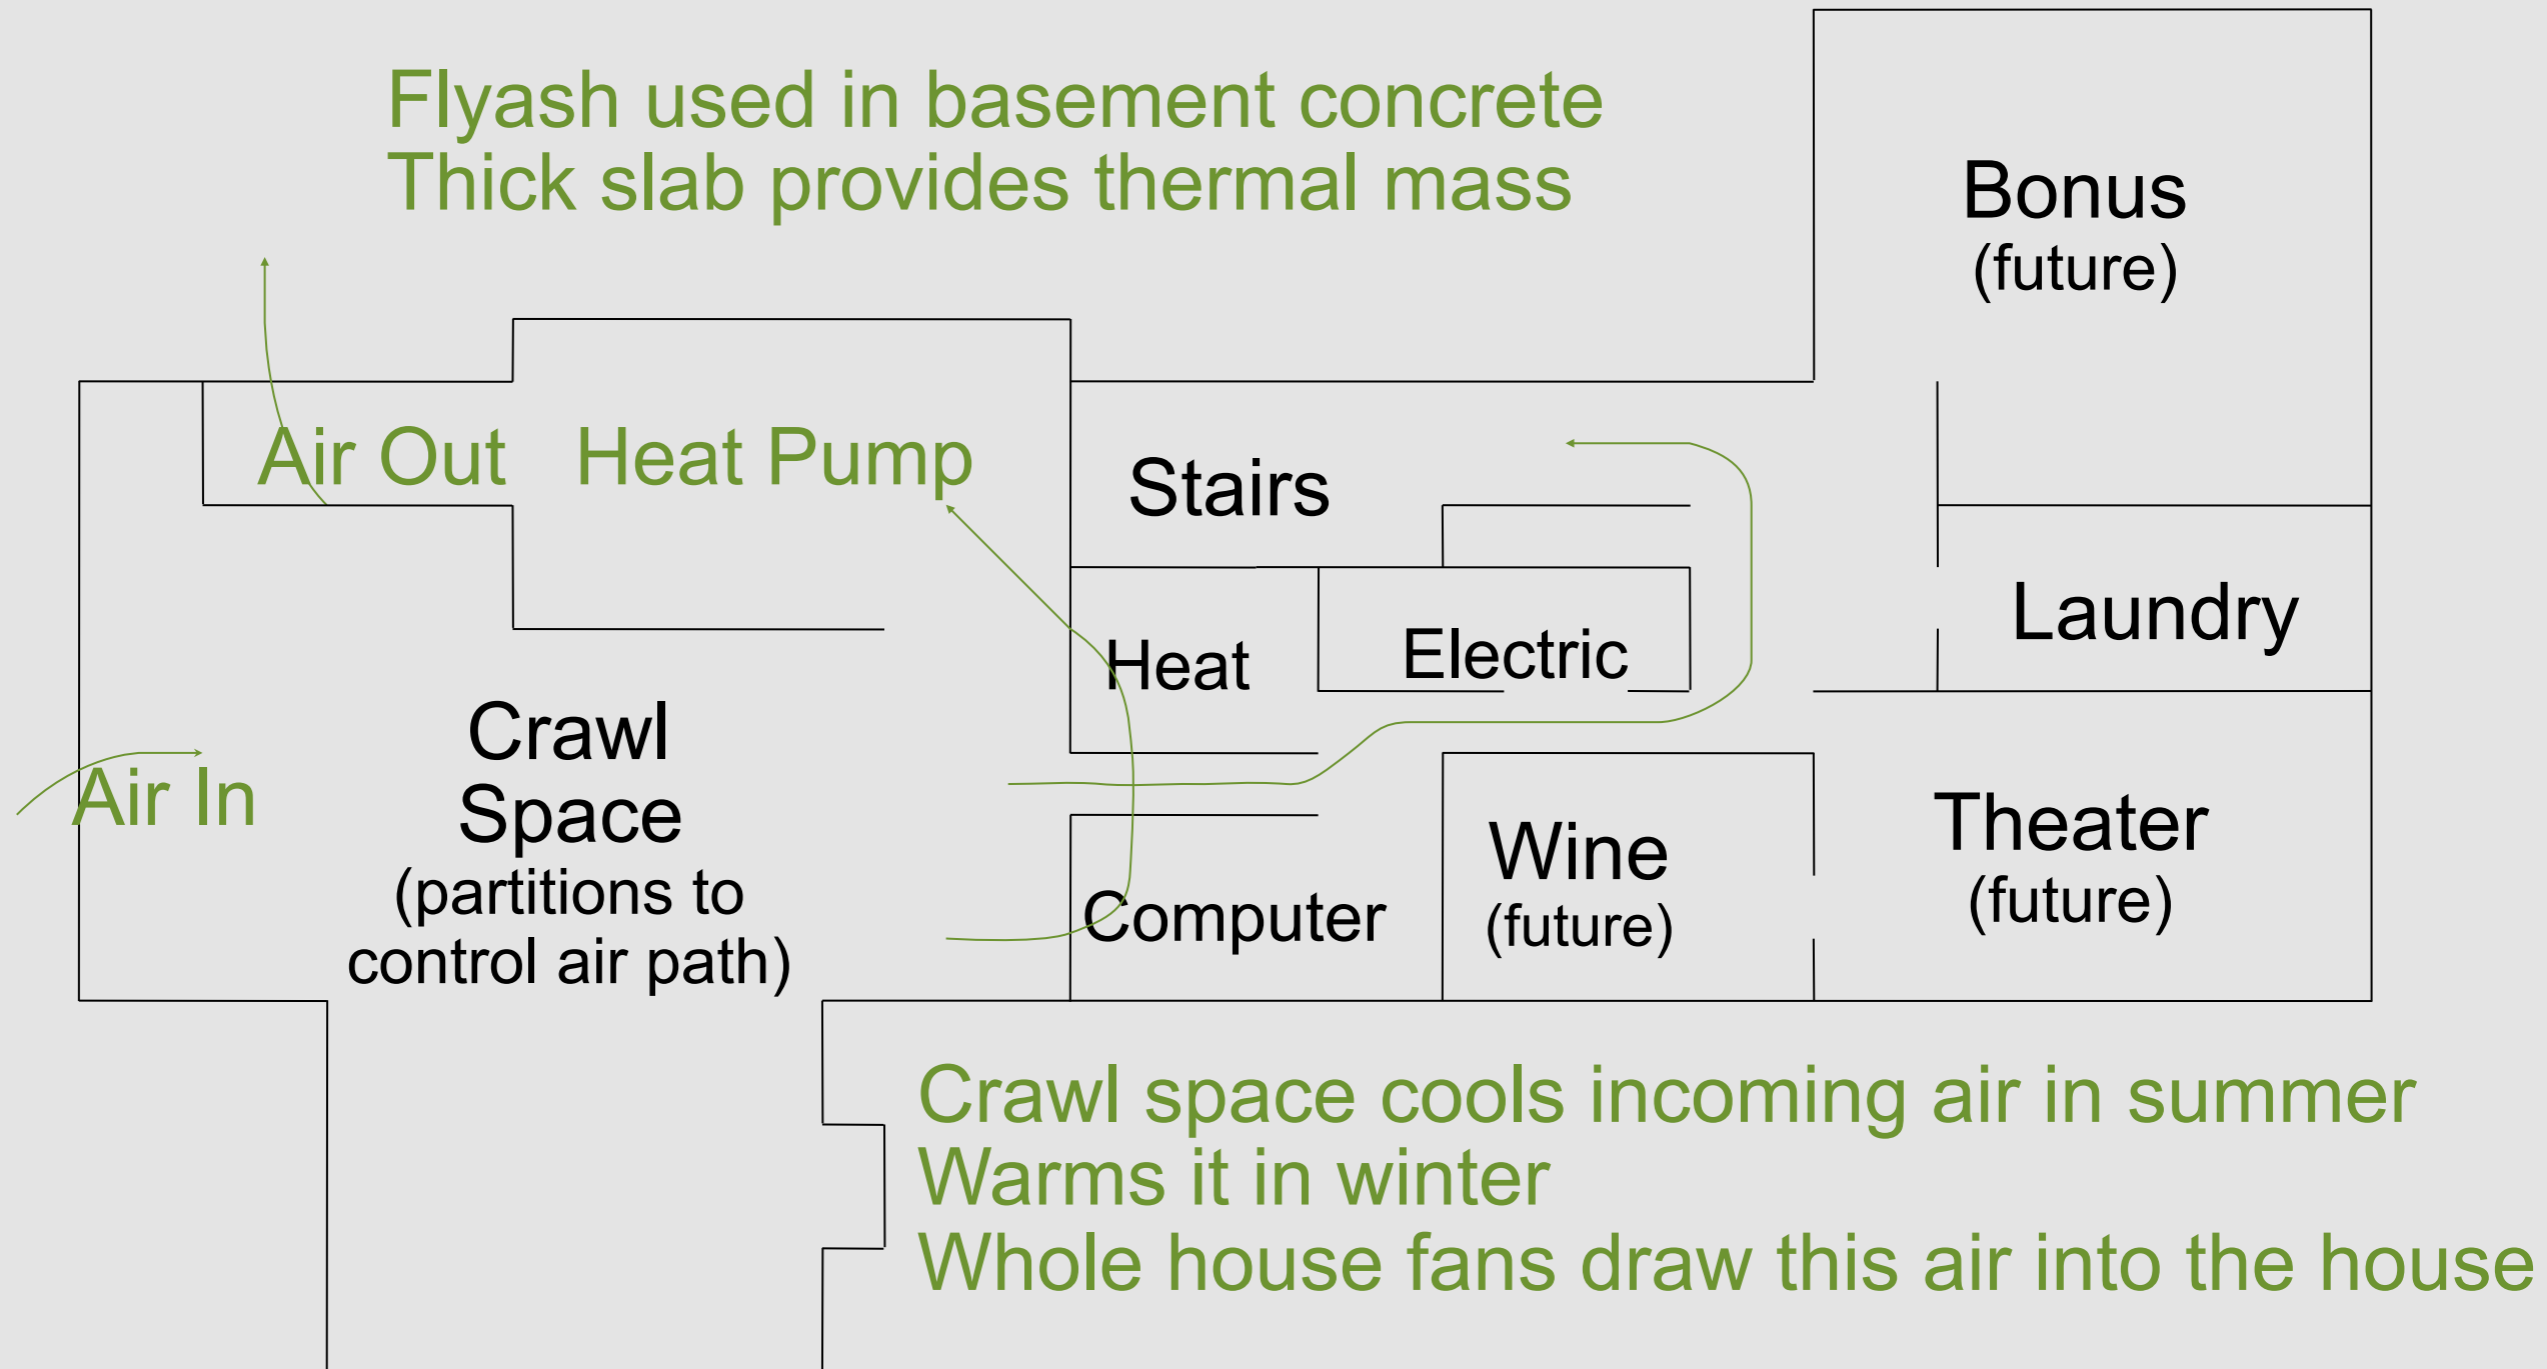 Flyash used in basement concrete
Thick slab provides thermal mass
Bonus
(future)
Air Out
Heat Pump
Stairs
Laundry
Heat
Electric
Crawl
Space
(partitions to
control air path)
Air In
Computer
Wine
(future)
Theater
(future)
Crawl space cools incoming air in summer
Warms it in winter
Whole house fans draw this air into the house